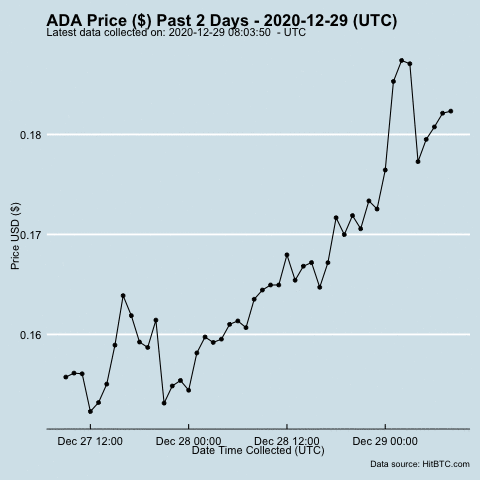 ADA Price ($) Past 2 Days - 2020-12-29 (UTC)
Latest data collected on: 2020-12-29 08:03:50 - UTC
0.18
0.17
0.16
Price USD ($)
Dec 27 12:00 Dec 28 00:00 Dec 28 12:00 Dec 29 00:00
Date Time Collected (UTC)
Data source: HitBTC.com